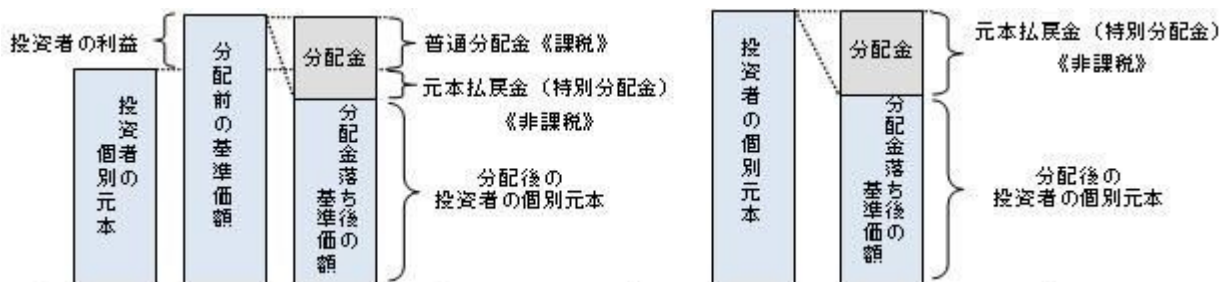 投資者の利益
投資者の
個別元本
分配前の基準価額
分配金
分配金落ち後の
基準価額
普通分配金《課税》
元本払戻金（特別分配金）
《非課税》
分配後の
投資者の個別元本
投資者の個別元本
分配金
分配金落ち後の
基準価額
元本払戻金（特別分配金）
《非課税》
分配後の
投資者の個別元本